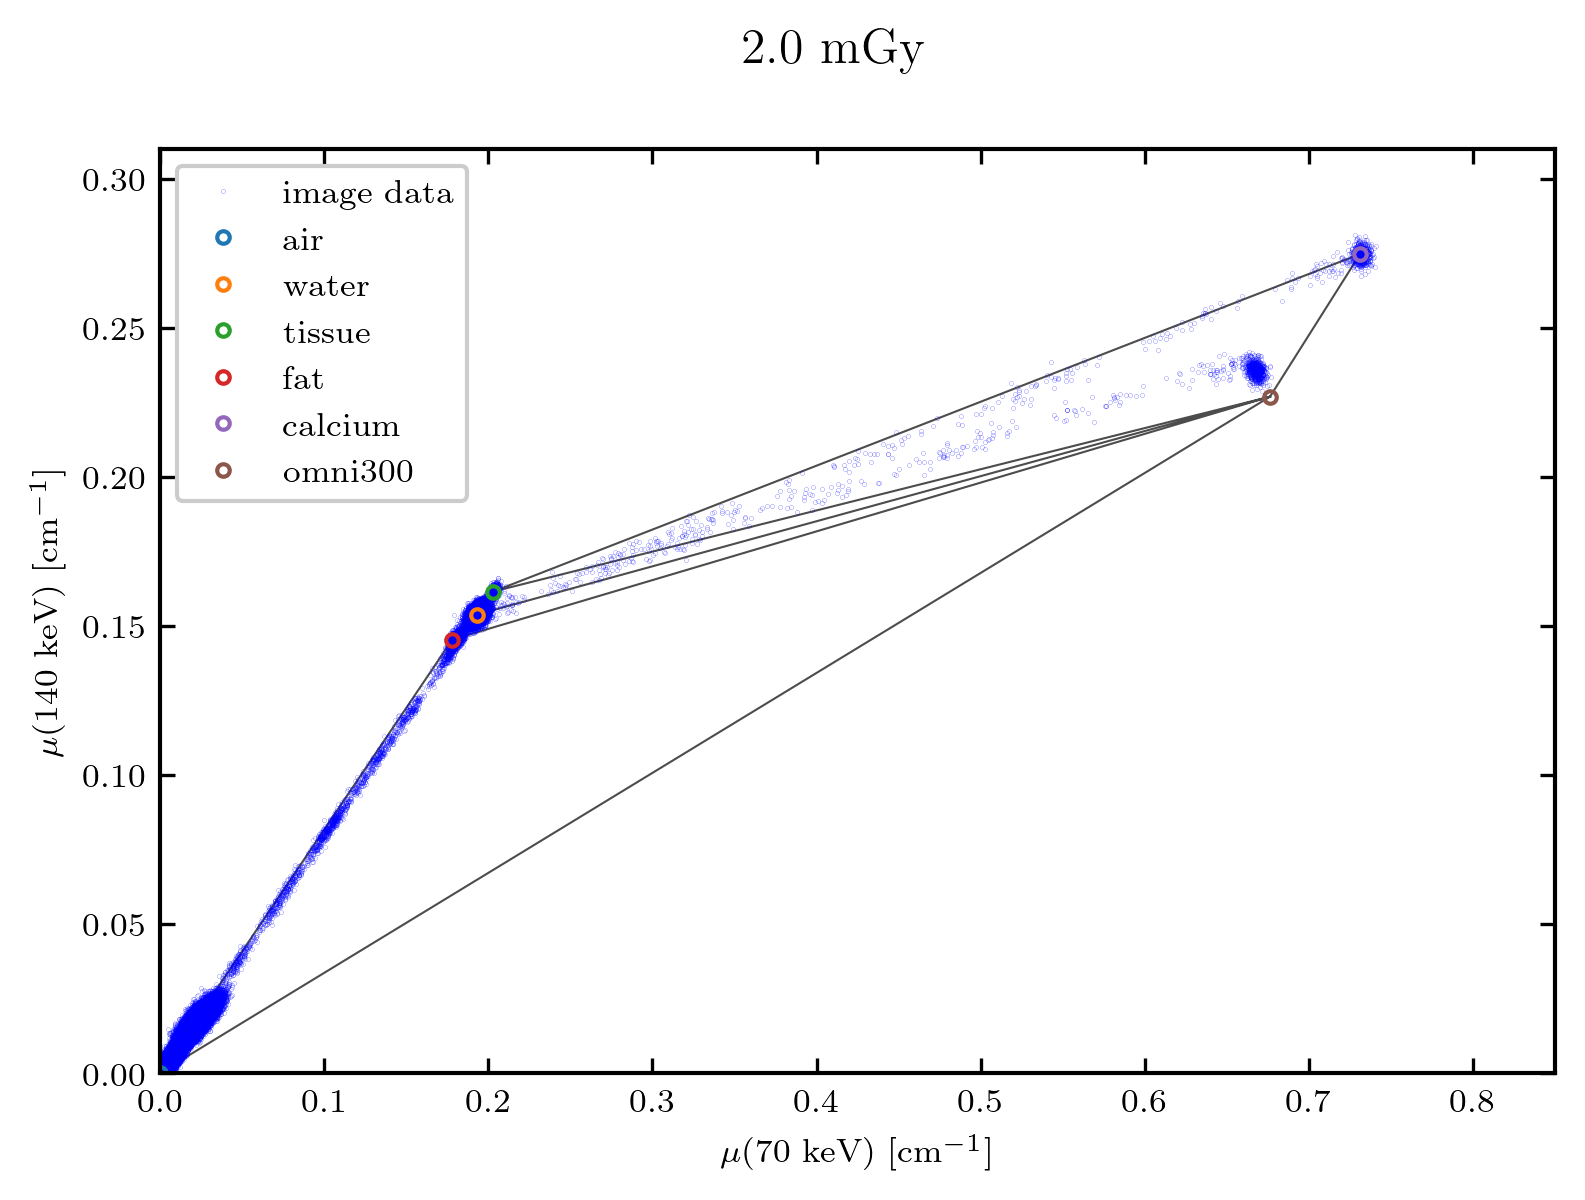 2.0 mGy
image data
air
water
tissue
fat
calcium
omni300
0.30
0.25
0.20
0.15
0.10
0.05
0.00
μ(140 keV) [cm⁻¹]
0.0 0.1 0.2 0.3 0.4 0.5 0.6 0.7 0.8
μ(70 keV) [cm⁻¹]